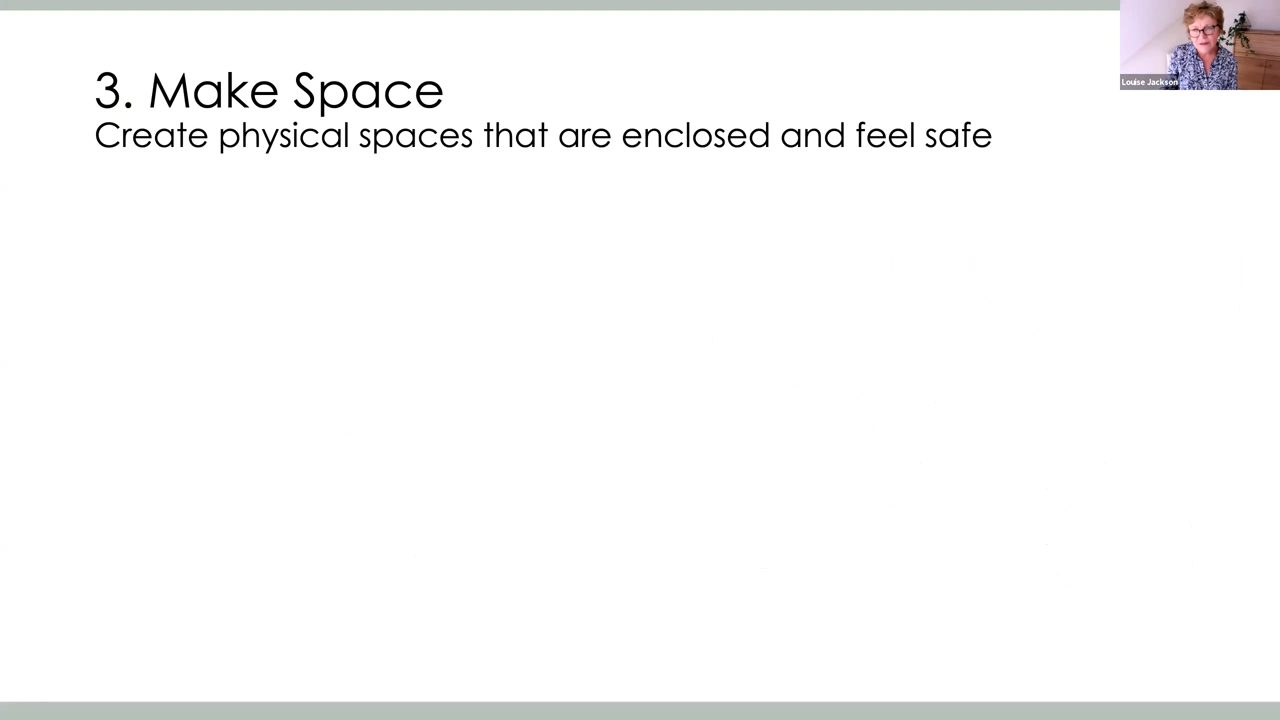 3. Make Space
Create physical spaces that are enclosed and feel safe
Louise Jackson